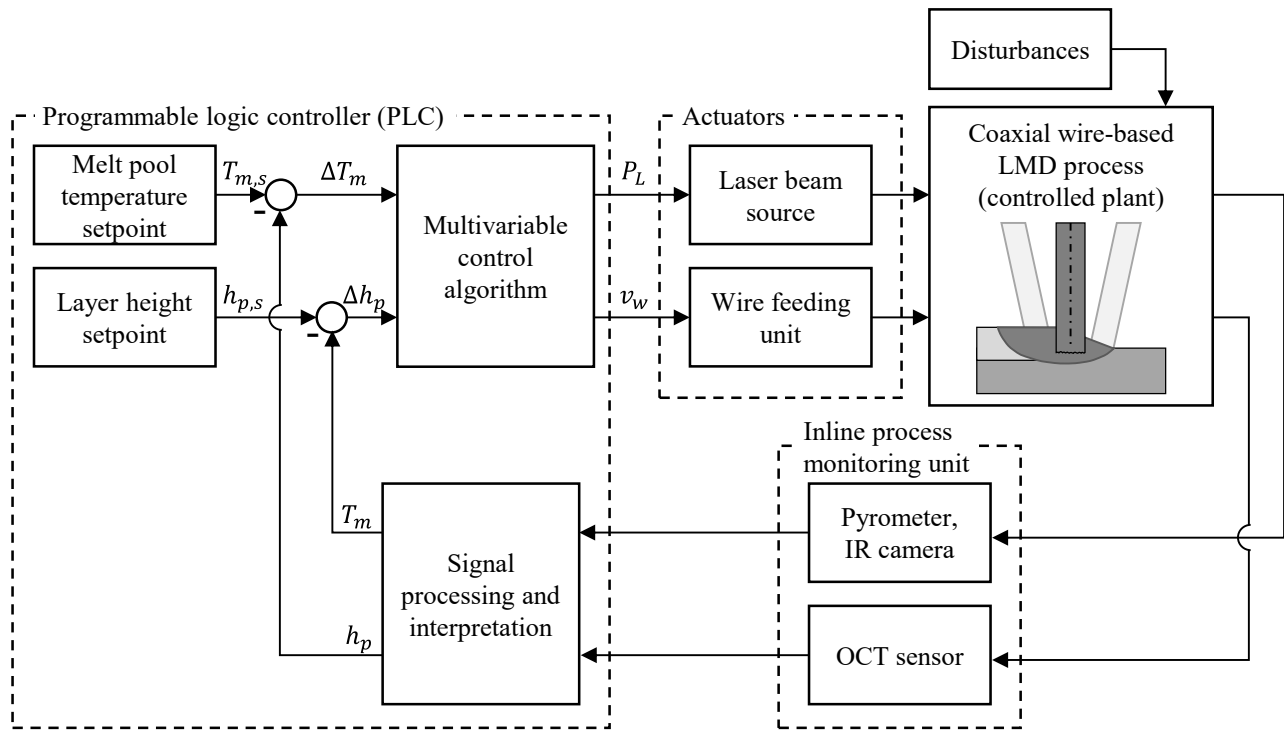 Disturbances
Programmable logic controller (PLC)
Melt pool
temperature
setpoint
T_{m,s}
-
ΔT_m
Layer height
setpoint
h_{p,s}
-
Δh_p
Multivariable
control
algorithm
P_L
v_w
Actuators
Laser beam
source
Wire feeding
unit
Coaxial wire-based
LMD process
(controlled plant)
Inline process
monitoring unit
Pyrometer,
IR camera
OCT sensor
Signal
processing and
interpretation
T_m
h_p